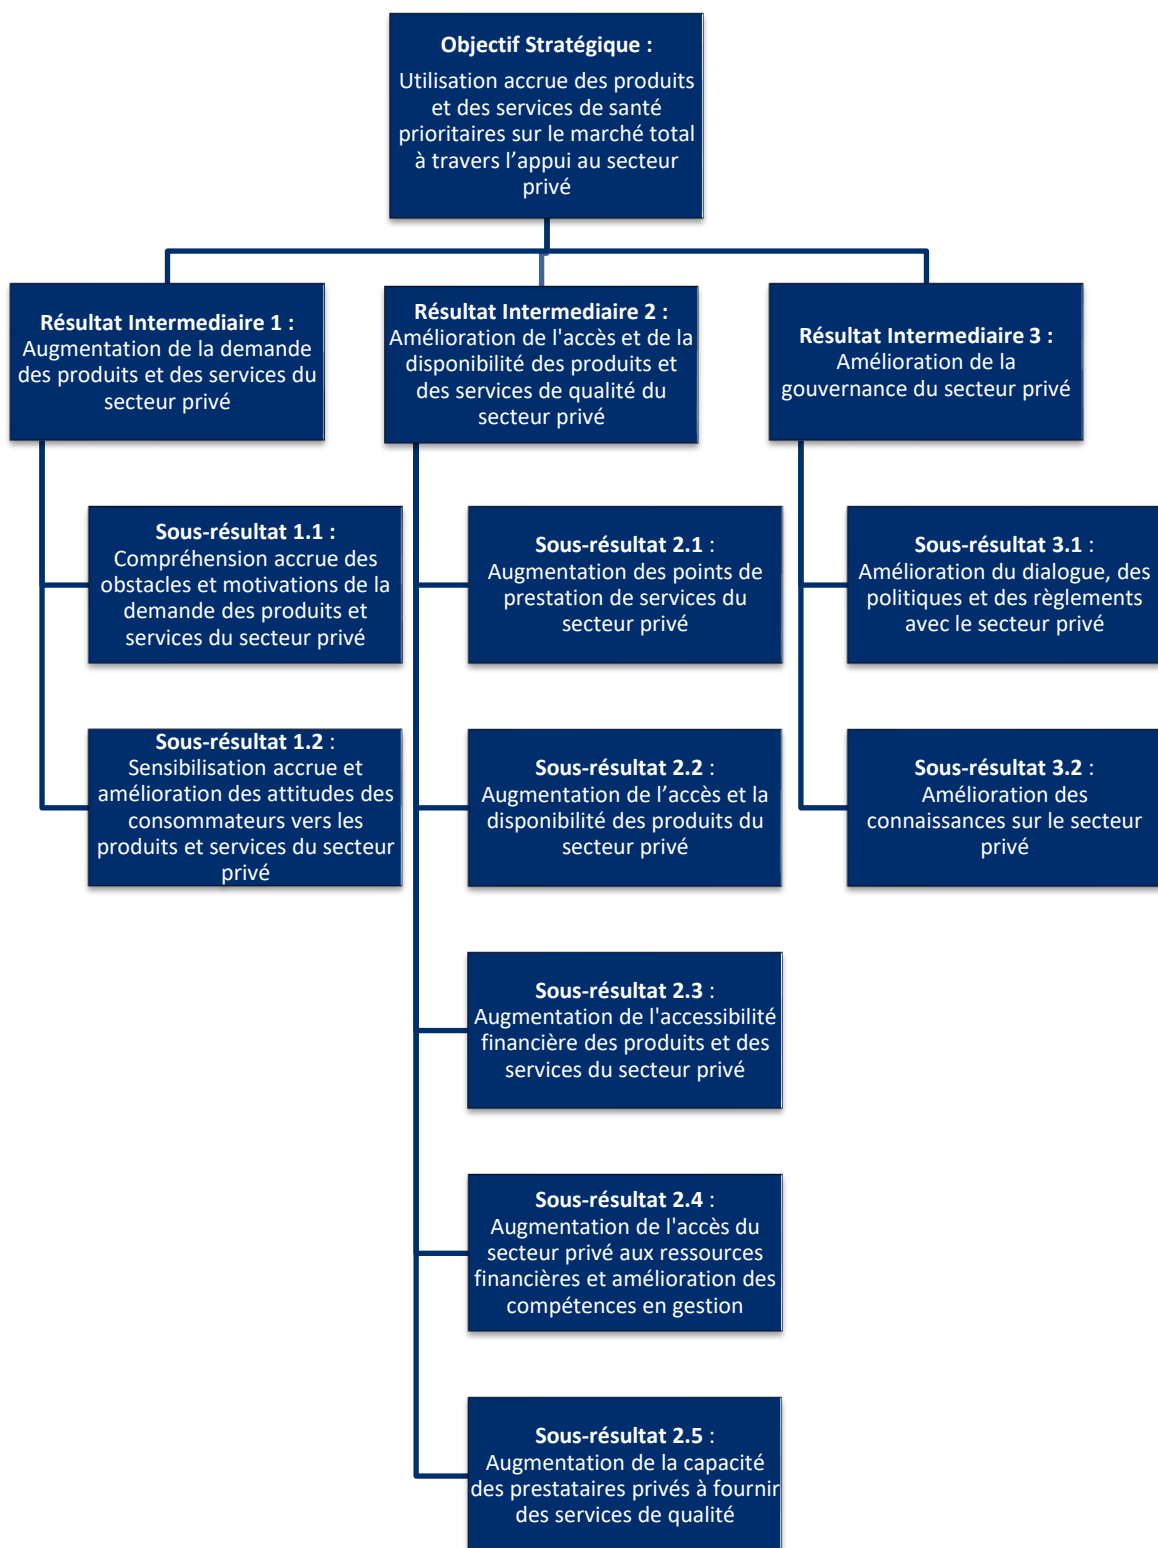 Objectif Stratégique :
Utilisation accrue des produits
et des services de santé
prioritaires sur le marché total
à travers l’appui au secteur
privé
Résultat Intermediaire 1 :
Augmentation de la demande
des produits et des services du
secteur privé
Résultat Intermediaire 2 :
Amélioration de l'accès et de la
disponibilité des produits et
des services de qualité du
secteur privé
Résultat Intermediaire 3 :
Amélioration de la
gouvernance du secteur privé
Sous-résultat 1.1 :
Compréhension accrue des
obstacles et motivations de la
demande des produits et
services du secteur privé
Sous-résultat 1.2 :
Sensibilisation accrue et
amélioration des attitudes des
consommateurs vers les
produits et services du secteur
privé
Sous-résultat 2.1 :
Augmentation des points de
prestation de services du
secteur privé
Sous-résultat 2.2 :
Augmentation de l’accès et la
disponibilité des produits du
secteur privé
Sous-résultat 2.3 :
Augmentation de l'accessibilité
financière des produits et des
services du secteur privé
Sous-résultat 2.4 :
Augmentation de l'accès du
secteur privé aux ressources
financières et amélioration des
compétences en gestion
Sous-résultat 2.5 :
Augmentation de la capacité
des prestataires privés à fournir
des services de qualité
Sous-résultat 3.1 :
Amélioration du dialogue, des
politiques et des règlements
avec le secteur privé
Sous-résultat 3.2 :
Amélioration des
connaissances sur le secteur
privé